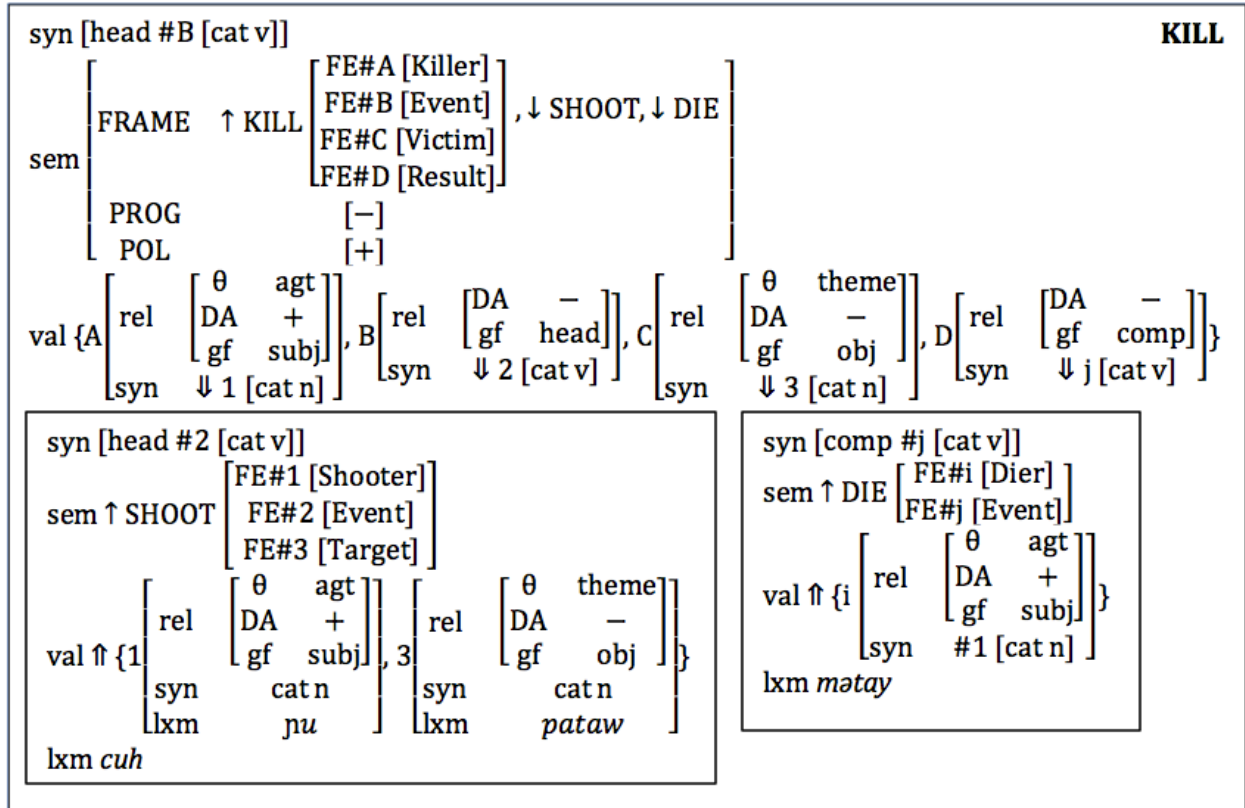 syn [head #B [cat v]] KILL
FE#A [Killer]
FE#B [Event]
FRAME ↑ KILL , ↓ SHOOT, ↓ DIE
FE#C [Victim]
sem
FE#D [Result]
PROG [−]
POL [+]
θ agt DA − θ theme DA −
val {A rel DA + , B rel gf head , C rel DA − , D rel gf comp }
gf subj gf obj
syn ⇓ 1 [cat n] syn ⇓ 2 [cat v] syn ⇓ 3 [cat n] syn ⇓ j [cat v]
syn [head #2 [cat v]]
FE#1 [Shooter]
sem ↑ SHOOT FE#2 [Event]
FE#3 [Target]
θ agt θ theme
rel DA + rel DA −
gf subj gf obj
val ⇑ {1 , 3 }
syn cat n syn cat n
lxm ɲu lxm pataw
lxm cuh
syn [comp #j [cat v]]
FE#i [Dier]
sem ↑ DIE
FE#j [Event]
θ agt
rel DA +
val ⇑ {i }
gf subj
syn #1 [cat n]
lxm mətay